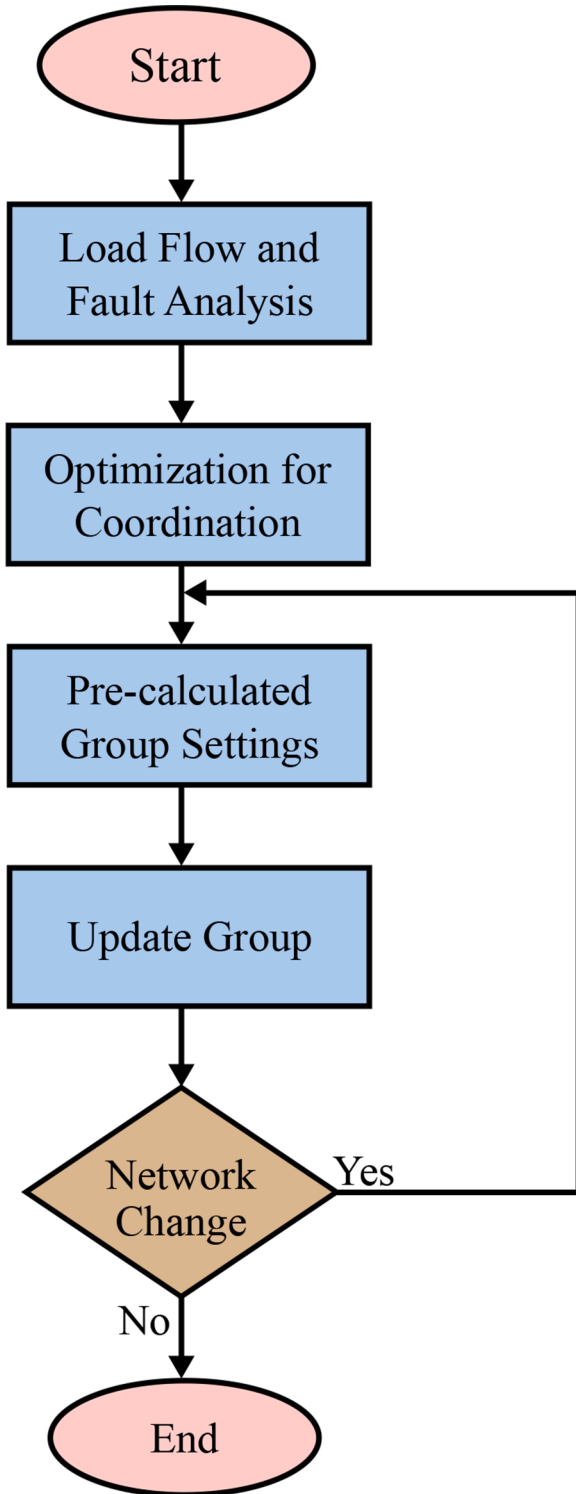 Start
Load Flow and
Fault Analysis
Optimization for
Coordination
Pre-calculated
Group Settings
Update Group
Network
Change
Yes
No
End